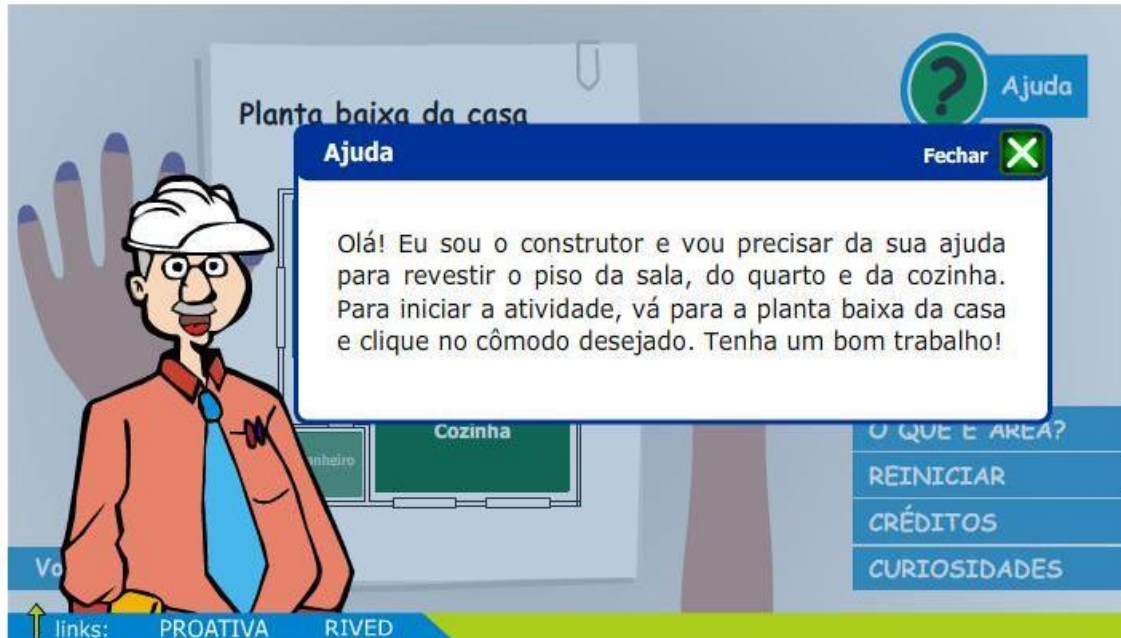 Planta baixa da casa
Ajuda
Ajuda
Fechar
Olá! Eu sou o construtor e vou precisar da sua ajuda
para revestir o piso da sala, do quarto e da cozinha.
Para iniciar a atividade, vá para a planta baixa da casa
e clique no cômodo desejado. Tenha um bom trabalho!
Cozinha
O QUE É ÁREA?
REINICIAR
CRÉDITOS
CURIOSIDADES
links: PROATIVA RIVED